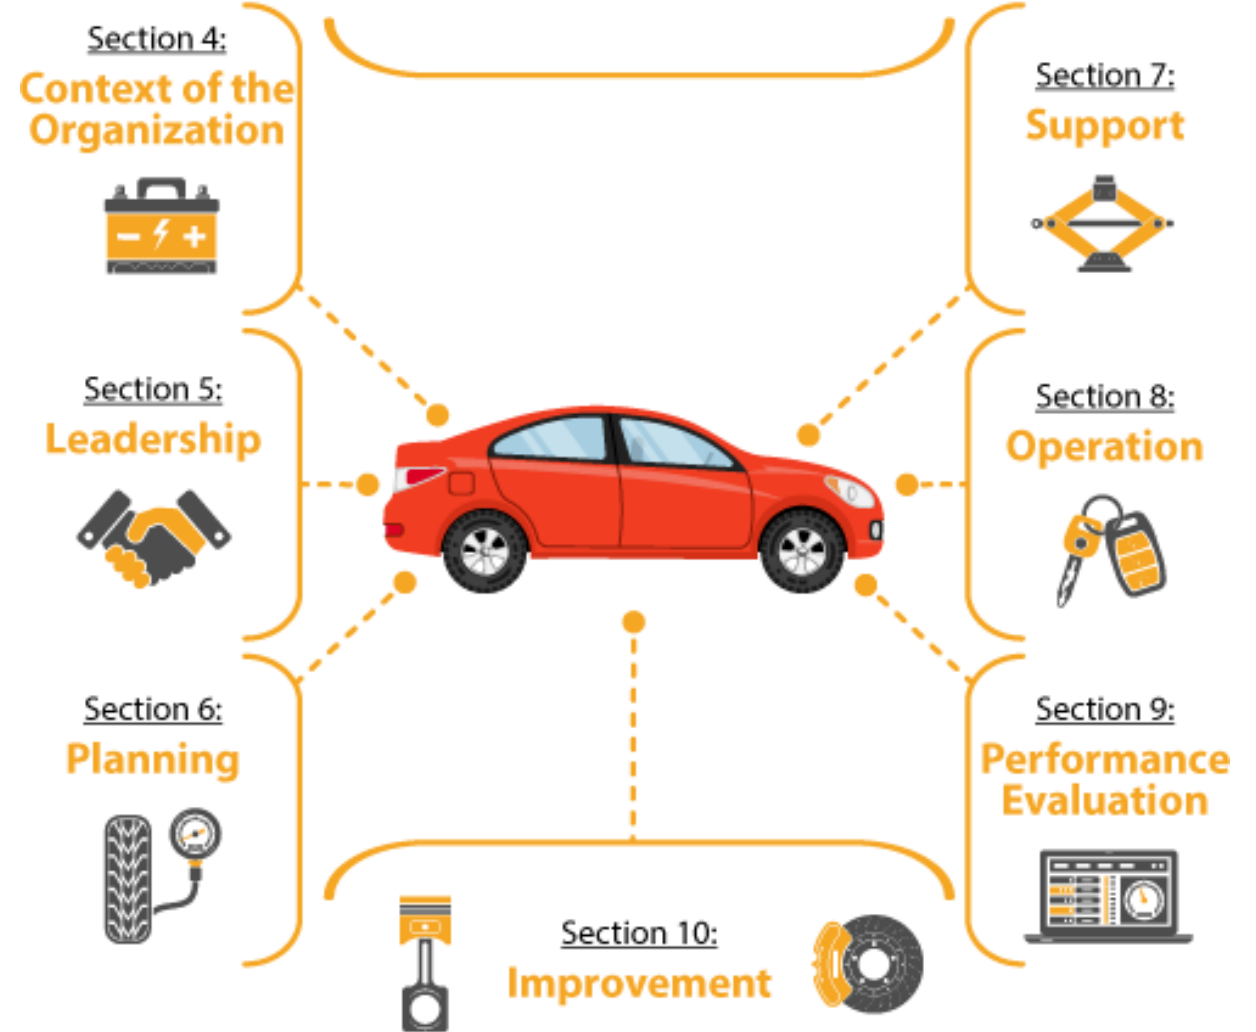 Section 4:
Context of the
Organization
Section 5:
Leadership
Section 6:
Planning
Section 7:
Support
Section 8:
Operation
Section 9:
Performance
Evaluation
Section 10:
Improvement